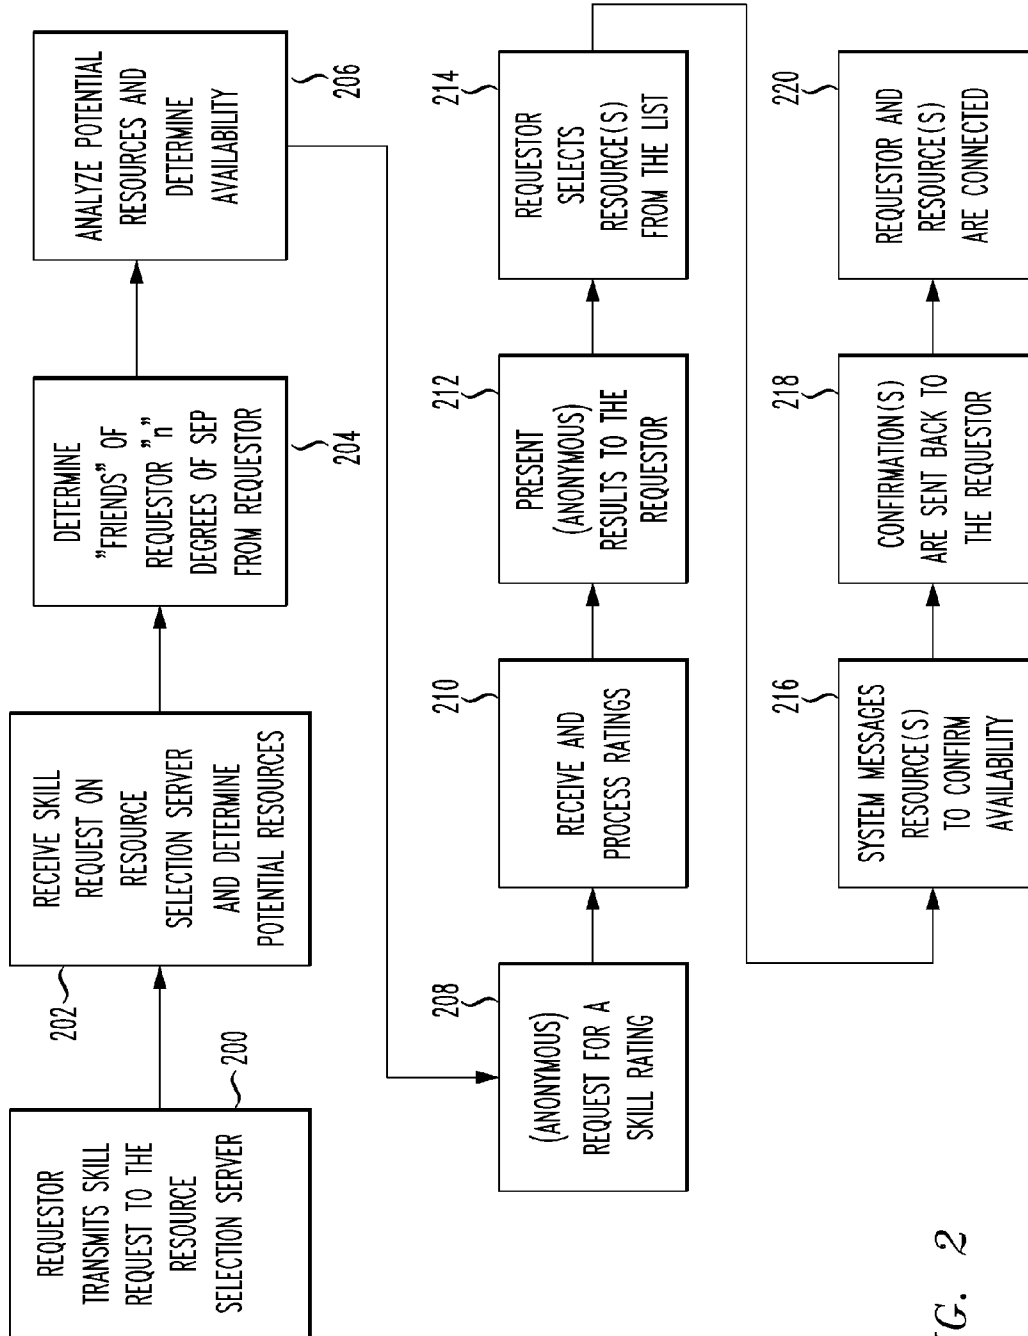 REQUESTOR
TRANSMITS SKILL
REQUEST TO THE
RESOURCE
SELECTION SERVER
200
RECEIVE SKILL
REQUEST ON
RESOURCE
SELECTION SERVER
AND DETERMINE
POTENTIAL RESOURCES
202
DETERMINE
"FRIENDS" OF
REQUESTOR "n"
DEGREES OF SEP
FROM REQUESTOR
204
ANALYZE POTENTIAL
RESOURCES AND
DETERMINE
AVAILABILITY
206
208
(ANONYMOUS)
REQUEST FOR A
SKILL RATING
210
RECEIVE AND
PROCESS RATINGS
212
PRESENT
(ANONYMOUS)
RESULTS TO THE
REQUESTOR
214
REQUESTOR
SELECTS
RESOURCE(S)
FROM THE LIST
216
SYSTEM MESSAGES
RESOURCE(S)
TO CONFIRM
AVAILABILITY
218
CONFIRMATION(S)
ARE SENT BACK TO
THE REQUESTOR
220
REQUESTOR AND
RESOURCE(S)
ARE CONNECTED
G. 2